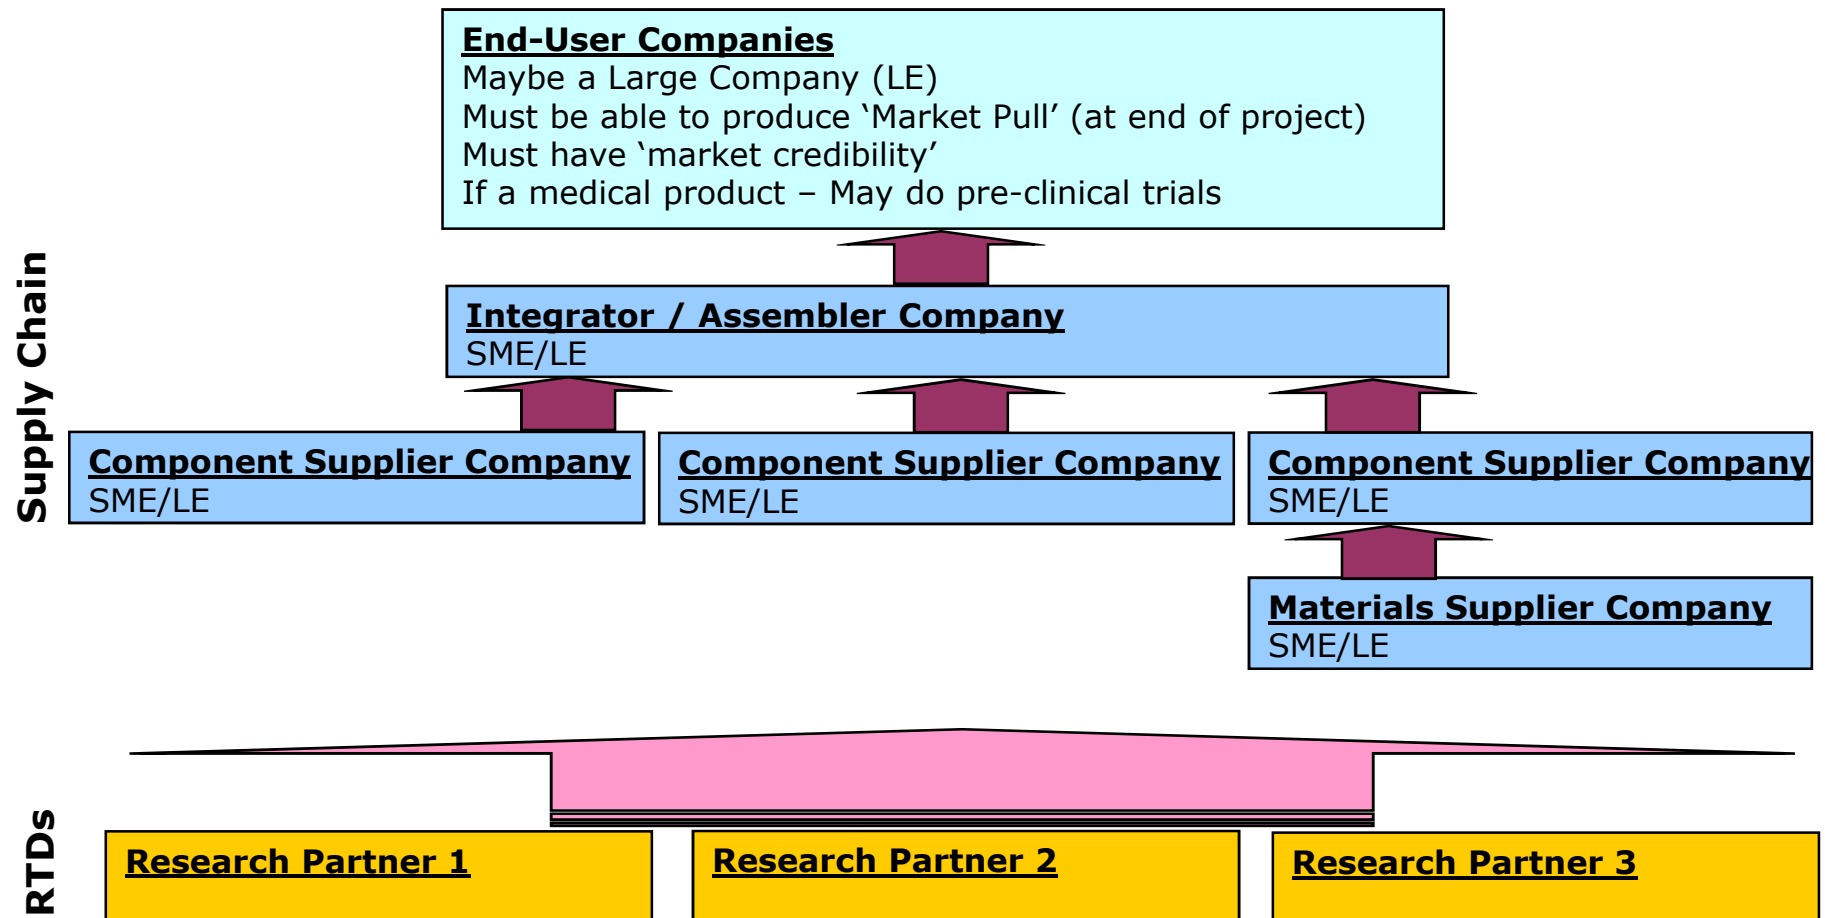 End-User Companies
Maybe a Large Company (LE)
Must be able to produce ‘Market Pull’ (at end of project)
Must have ‘market credibility’
If a medical product – May do pre-clinical trials
Supply Chain
Integrator / Assembler Company
SME/LE
Component Supplier Company
SME/LE
Component Supplier Company
SME/LE
Component Supplier Company
SME/LE
Materials Supplier Company
SME/LE
RTDs
Research Partner 1
Research Partner 2
Research Partner 3